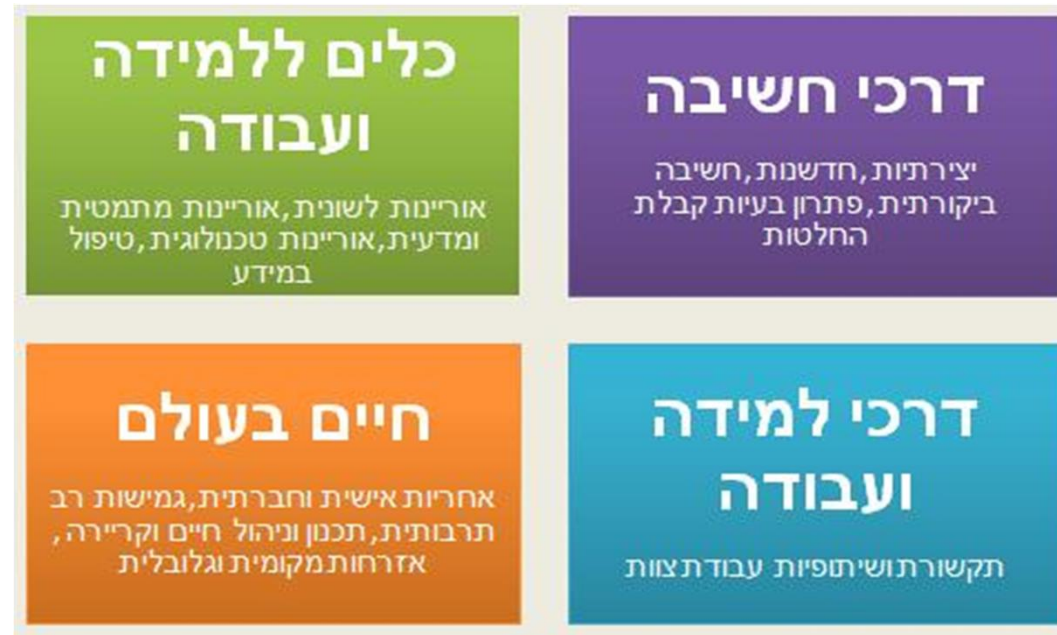 דרכי חשיבה
יצירתיות,חדשנות,חשיבה
ביקורתית,פתרון בעיות קבלת
החלטות
כלים ללמידה
ועבודה
אוריינות לשונית,אוריינות מתמטית
ומדעית,אוריינות טכנולוגית,טיפול
במידע
דרכי למידה
ועבודה
תקשורת ושיתופיות עבודת צוות
חיים בעולם
אחריות אישית וחברתית,גמישות רב
תרבותית,תכנון וניהול חיים וקריירה,
אזרחות מקומית וגלובלית